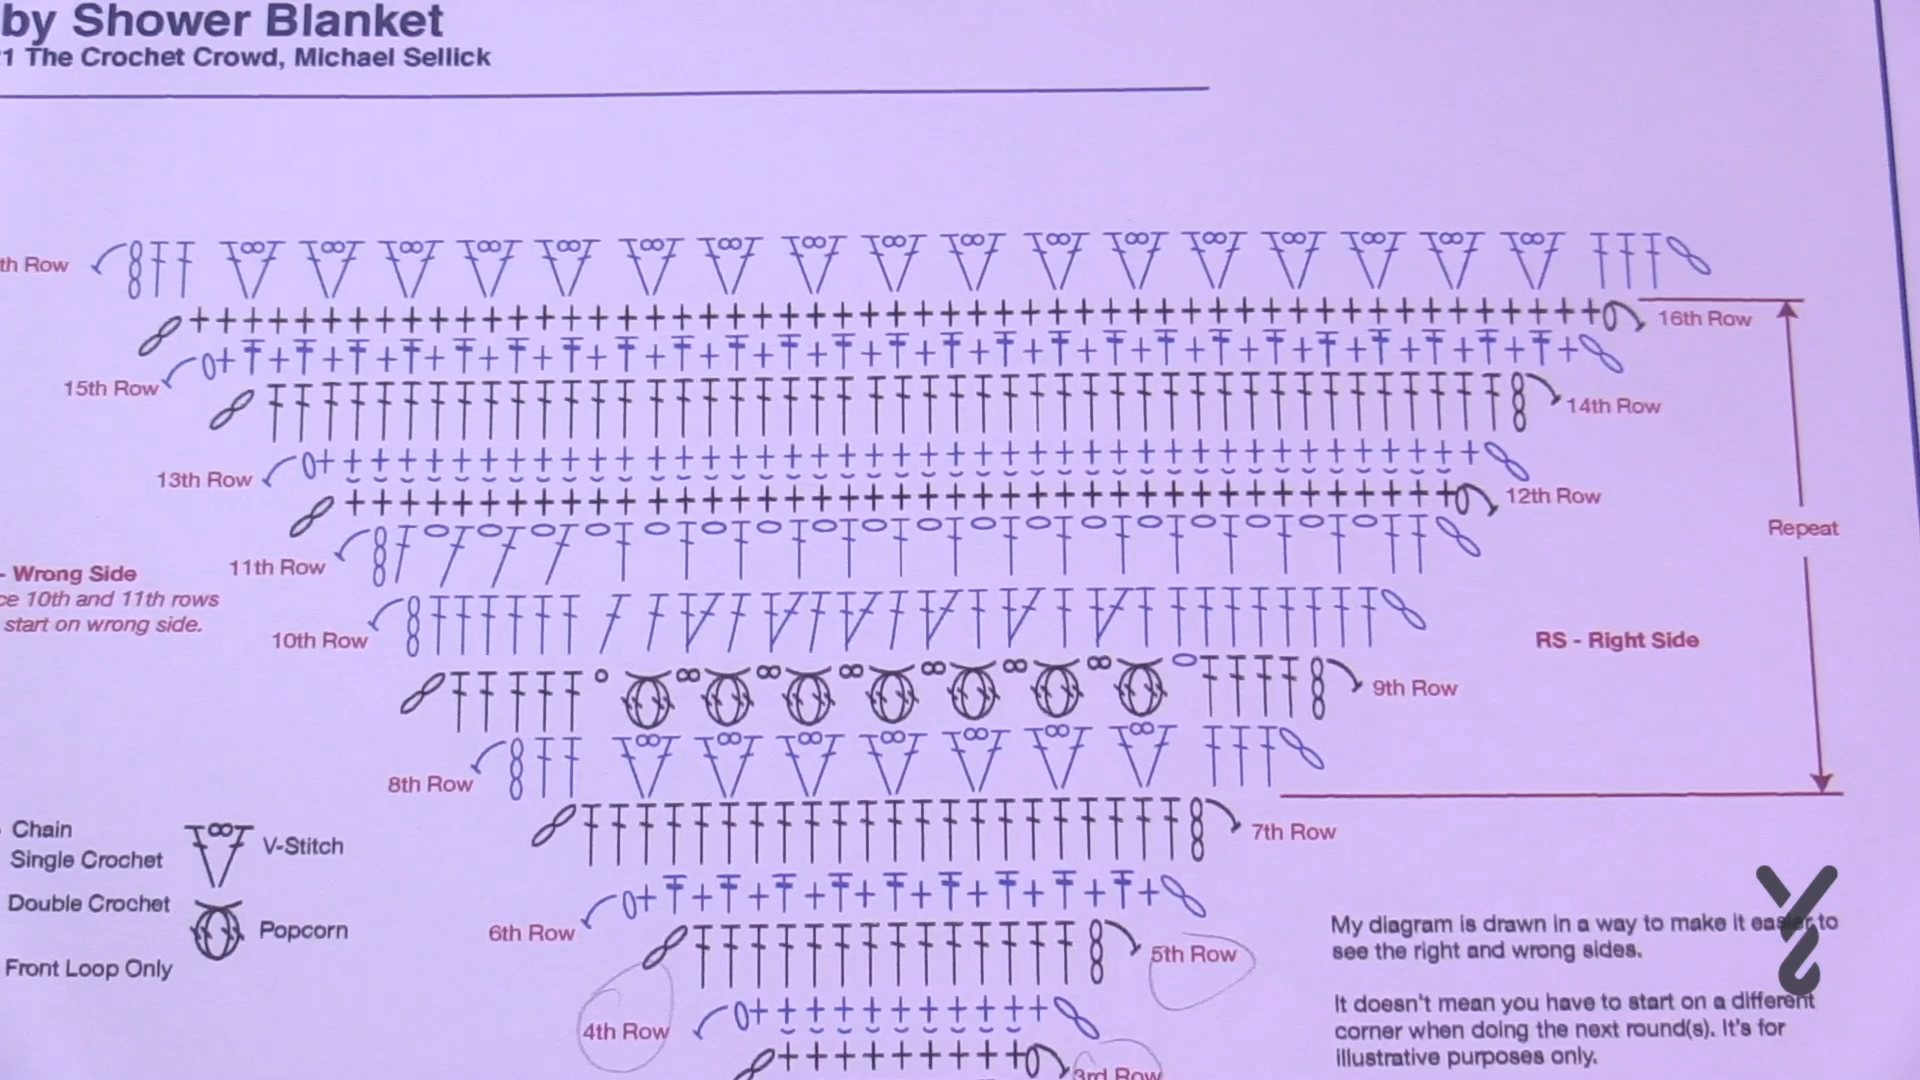 by Shower Blanket
1 The Crochet Crowd, Michael Sellick
th Row
16th Row
15th Row
14th Row
13th Row
12th Row
Repeat
11th Row
- Wrong Side
ce 10th and 11th rows
start on wrong side.
10th Row
RS - Right Side
9th Row
8th Row
7th Row
Chain
Single Crochet
V-Stitch
Double Crochet
Popcorn
Front Loop Only
6th Row
5th Row
4th Row
3rd Row
My diagram is drawn in a way to make it easier to
see the right and wrong sides.
It doesn't mean you have to start on a different
corner when doing the next round(s). It's for
illustrative purposes only.